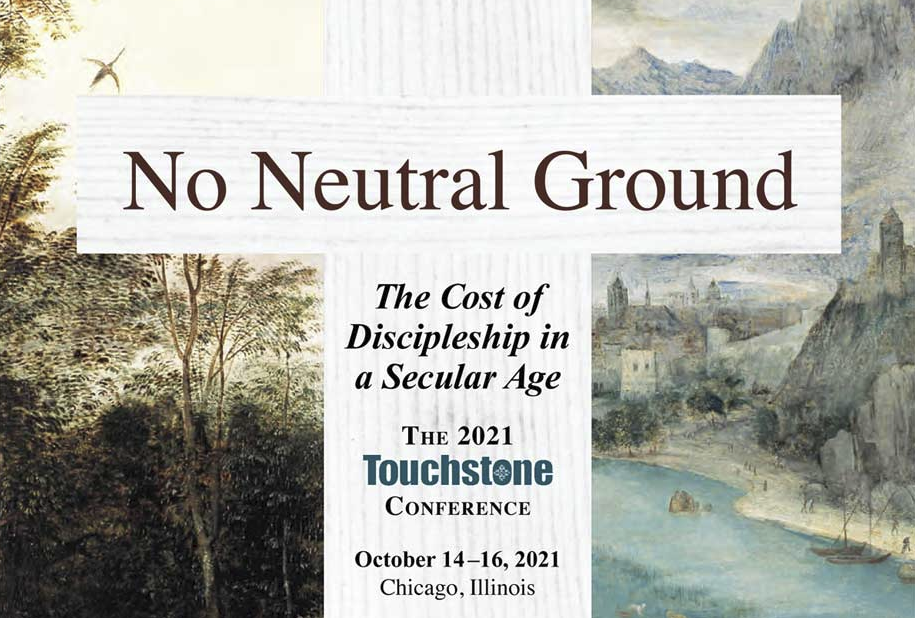 No Neutral Ground
The Cost of
Discipleship in
a Secular Age
THE 2021
Touchstone
CONFERENCE
October 14–16, 2021
Chicago, Illinois